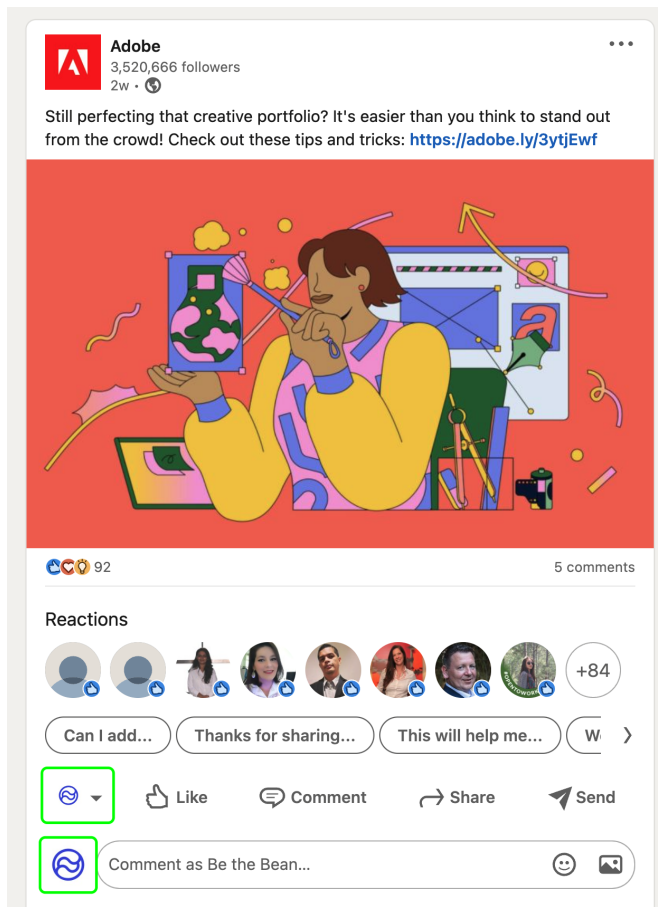 Adobe
3,520,666 followers
2w •
Still perfecting that creative portfolio? It's easier than you think to stand out
from the crowd! Check out these tips and tricks: https://adobe.ly/3ytjEwf
a
92
5 comments
Reactions
#OPENTOWORK
+84
Can I add...
Thanks for sharing...
This will help me...
Like
Comment
Share
Send
Comment as Be the Bean...